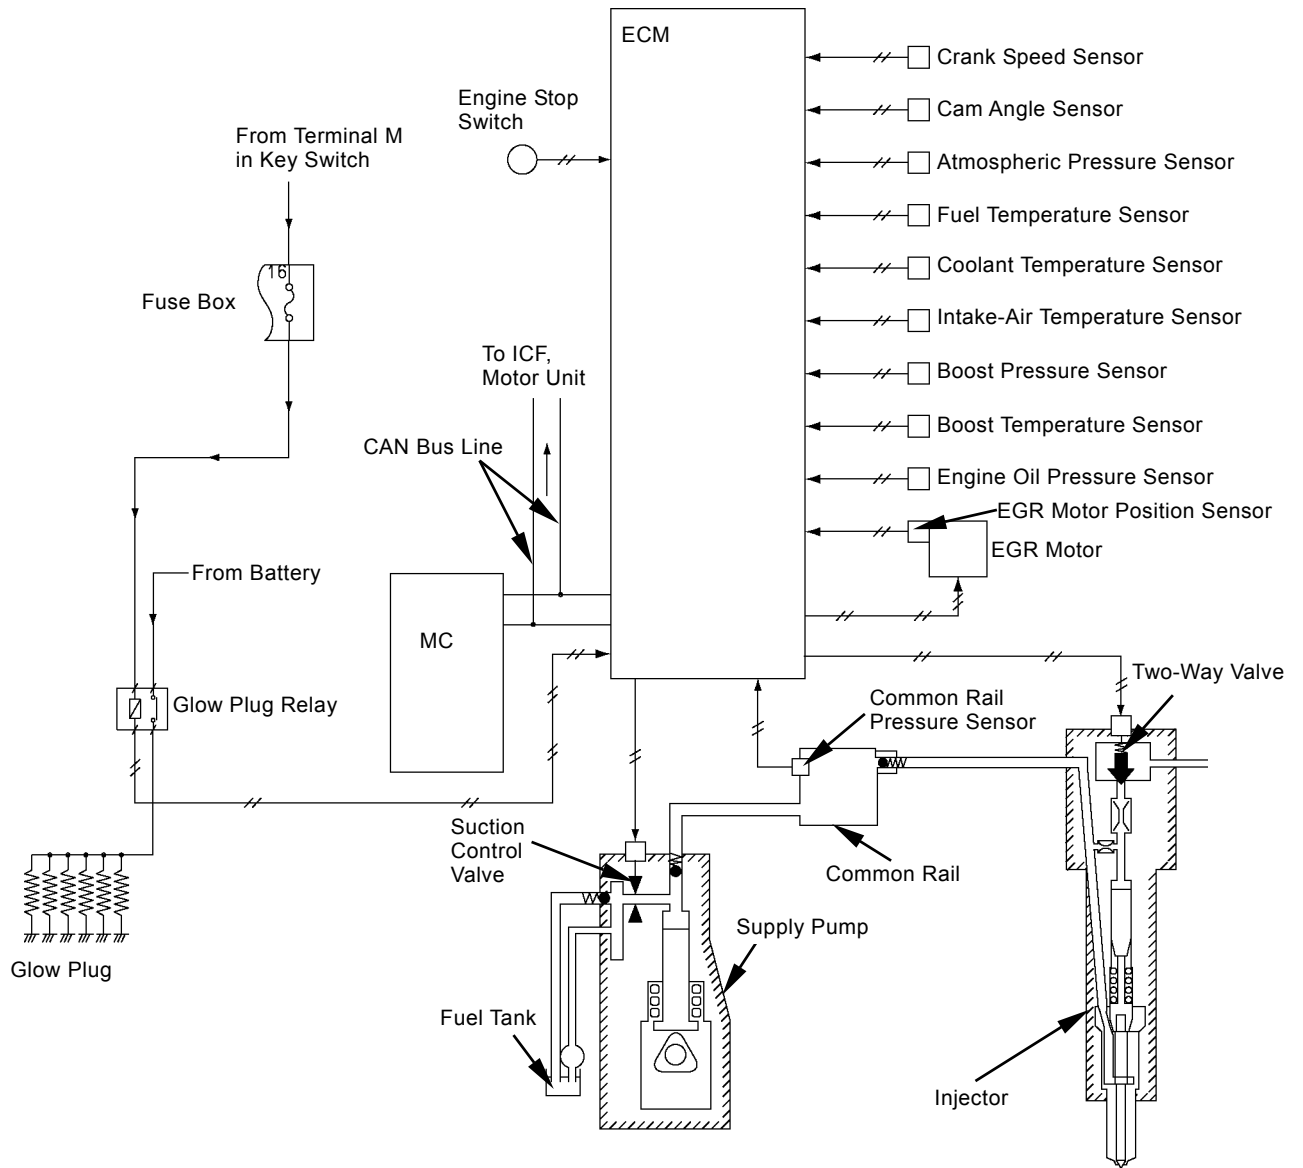 ECM
Crank Speed Sensor
Engine Stop
Switch
Cam Angle Sensor
From Terminal M
in Key Switch
Atmospheric Pressure Sensor
Fuel Temperature Sensor
16
Fuse Box
Coolant Temperature Sensor
Intake-Air Temperature Sensor
To ICF,
Motor Unit
Boost Pressure Sensor
CAN Bus Line
Boost Temperature Sensor
Engine Oil Pressure Sensor
EGR Motor Position Sensor
EGR Motor
From Battery
MC
Two-Way Valve
Glow Plug Relay
Common Rail
Pressure Sensor
Suction
Control
Valve
Common Rail
Supply Pump
Glow Plug
Fuel Tank
Injector